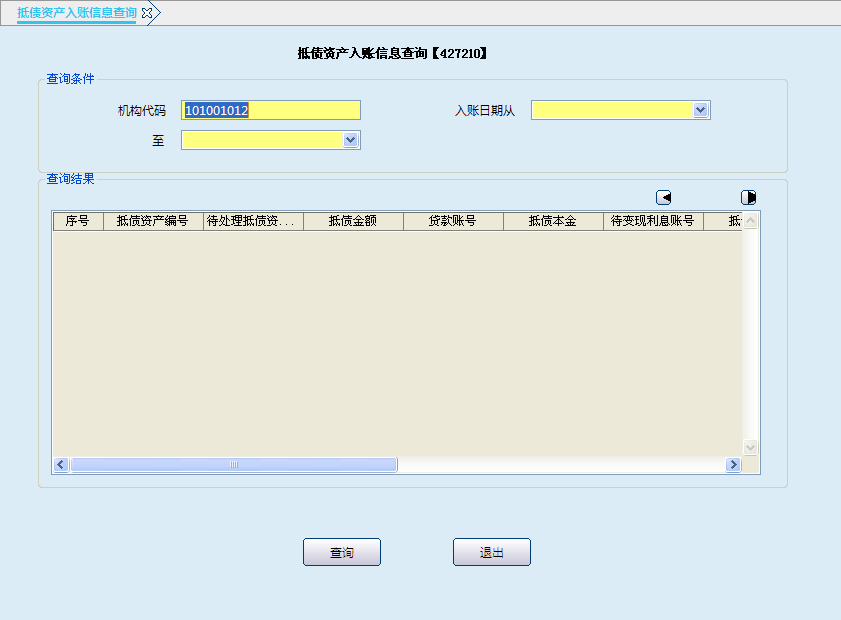 抵债资产入账信息查询
抵债资产入账信息查询【427210】
查询条件
机构代码 101001012 入账日期从
至
查询结果
序号 抵债资产编号 待处理抵债资... 抵债金额 贷款账号 抵债本金 待变现利息账号 抵
查询 退出